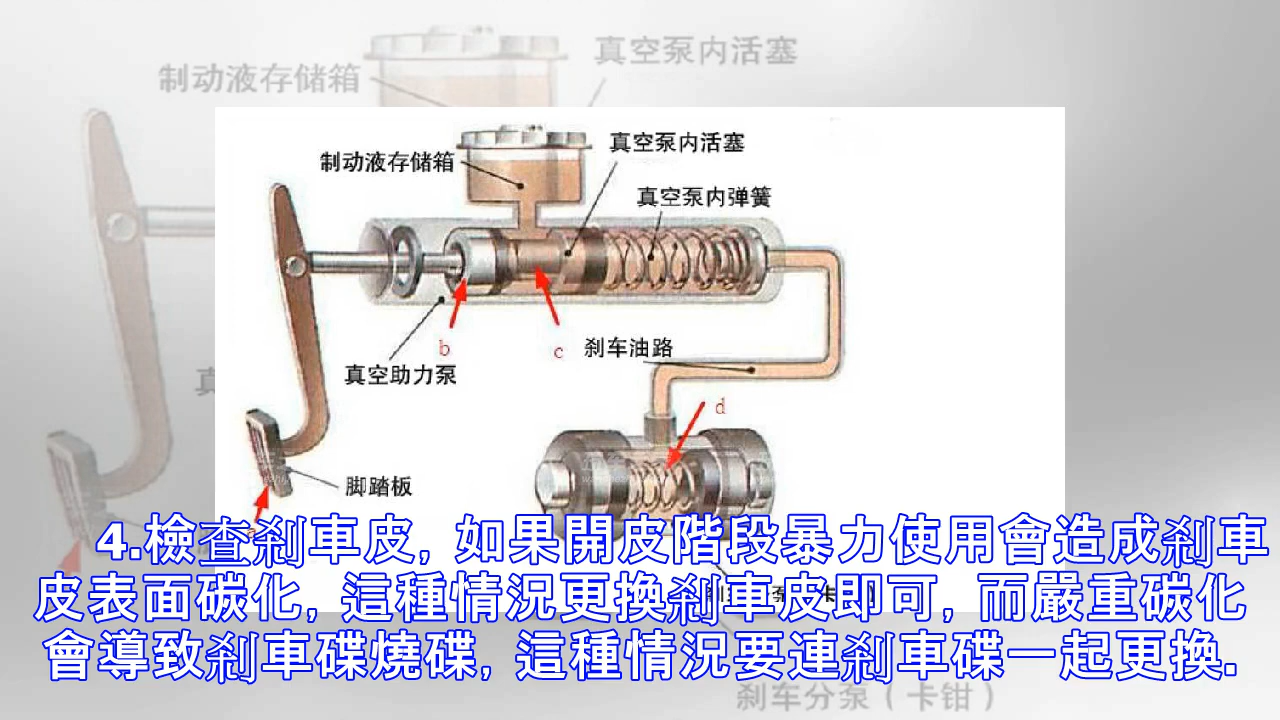 制动液存储箱
真空泵内活塞
制动液存储箱
真空泵内活塞
真空泵内弹簧
b
c
刹车油路
真空助力泵
d
脚踏板
4.檢查剎車皮, 如果開皮階段暴力使用會造成剎車
皮表面碳化, 這種情況更換剎車皮即可, 而嚴重碳化
會導致剎車碟燒碟, 這種情況要連剎車碟一起更換.
刹车分泵（卡钳）